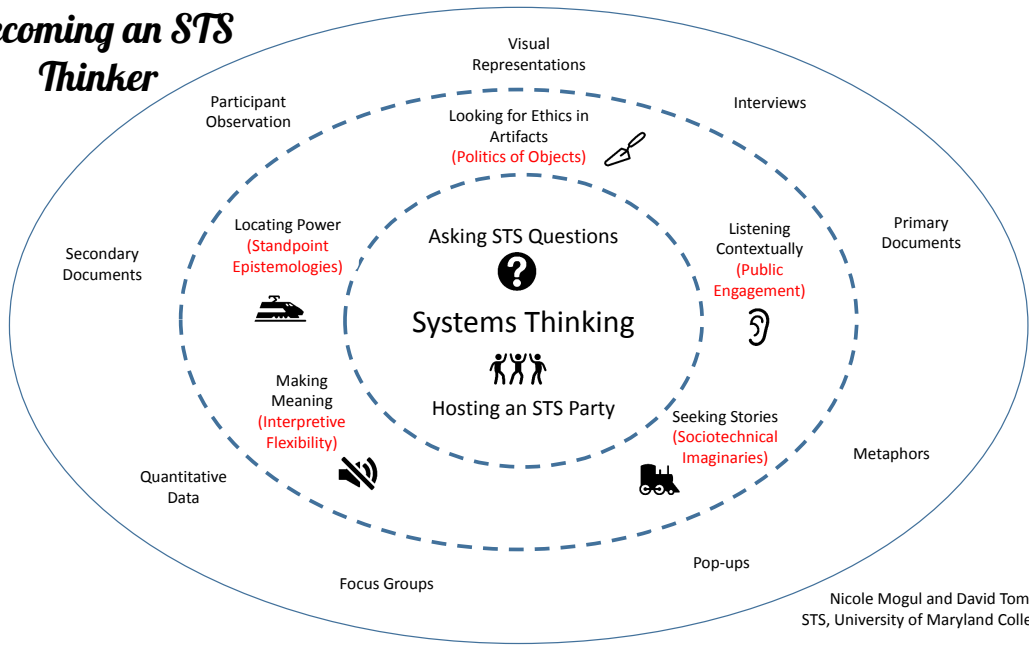 ecoming an STS
Thinker
Visual
Representations
Participant
Observation
Interviews
Looking for Ethics in
Artifacts
(Politics of Objects)
Locating Power
(Standpoint
Epistemologies)
Asking STS Questions
?
Listening
Contextually
(Public
Engagement)
Primary
Documents
Secondary
Documents
Systems Thinking
Making
Meaning
(Interpretive
Flexibility)
Hosting an STS Party
Seeking Stories
(Sociotechnical
Imaginaries)
Metaphors
Quantitative
Data
Focus Groups
Pop-ups
Nicole Mogul and David Tom
STS, University of Maryland Colle